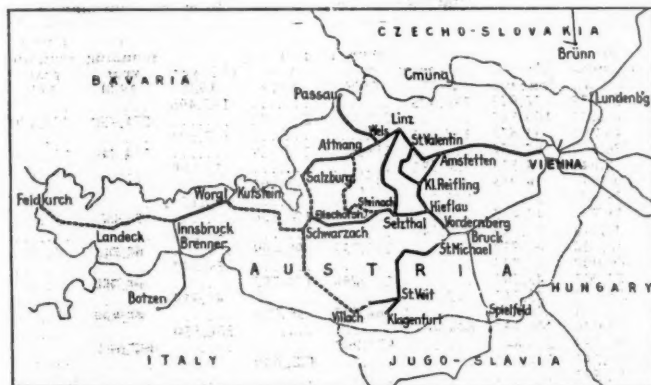 CZECHO-SLOVAKIA
Brünn
BAVARIA
Gmünd
Lundenb'g
Passau
Linz
Wels
St.Valentin
Attnang
Amstetten
VIENNA
Salzburg
Kl.Reifling
Wörgl
Kufstein
Feldkirch
Steinach
Hieflau
Bischofsh.
Selzthal
Vordernberg
Schwarzach
Landeck
Innsbruck
Bruck
Brenner
St.Michael
AUSTRIA
HUNGARY
Botzen
St.Veit
Villach
Klagenfurt
Spielfeld
ITALY
JUGO-SLAVIA